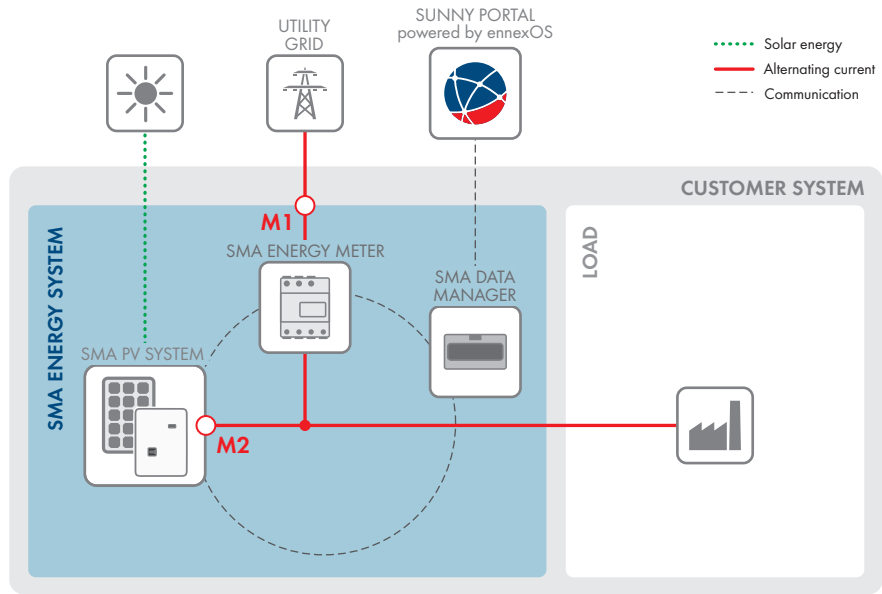 UTILITY
GRID
SUNNY PORTAL
powered by ennexOS
Solar energy
Alternating current
Communication
CUSTOMER SYSTEM
SMA ENERGY SYSTEM
M1
SMA ENERGY METER
SMA DATA
MANAGER
SMA PV SYSTEM
M2
LOAD